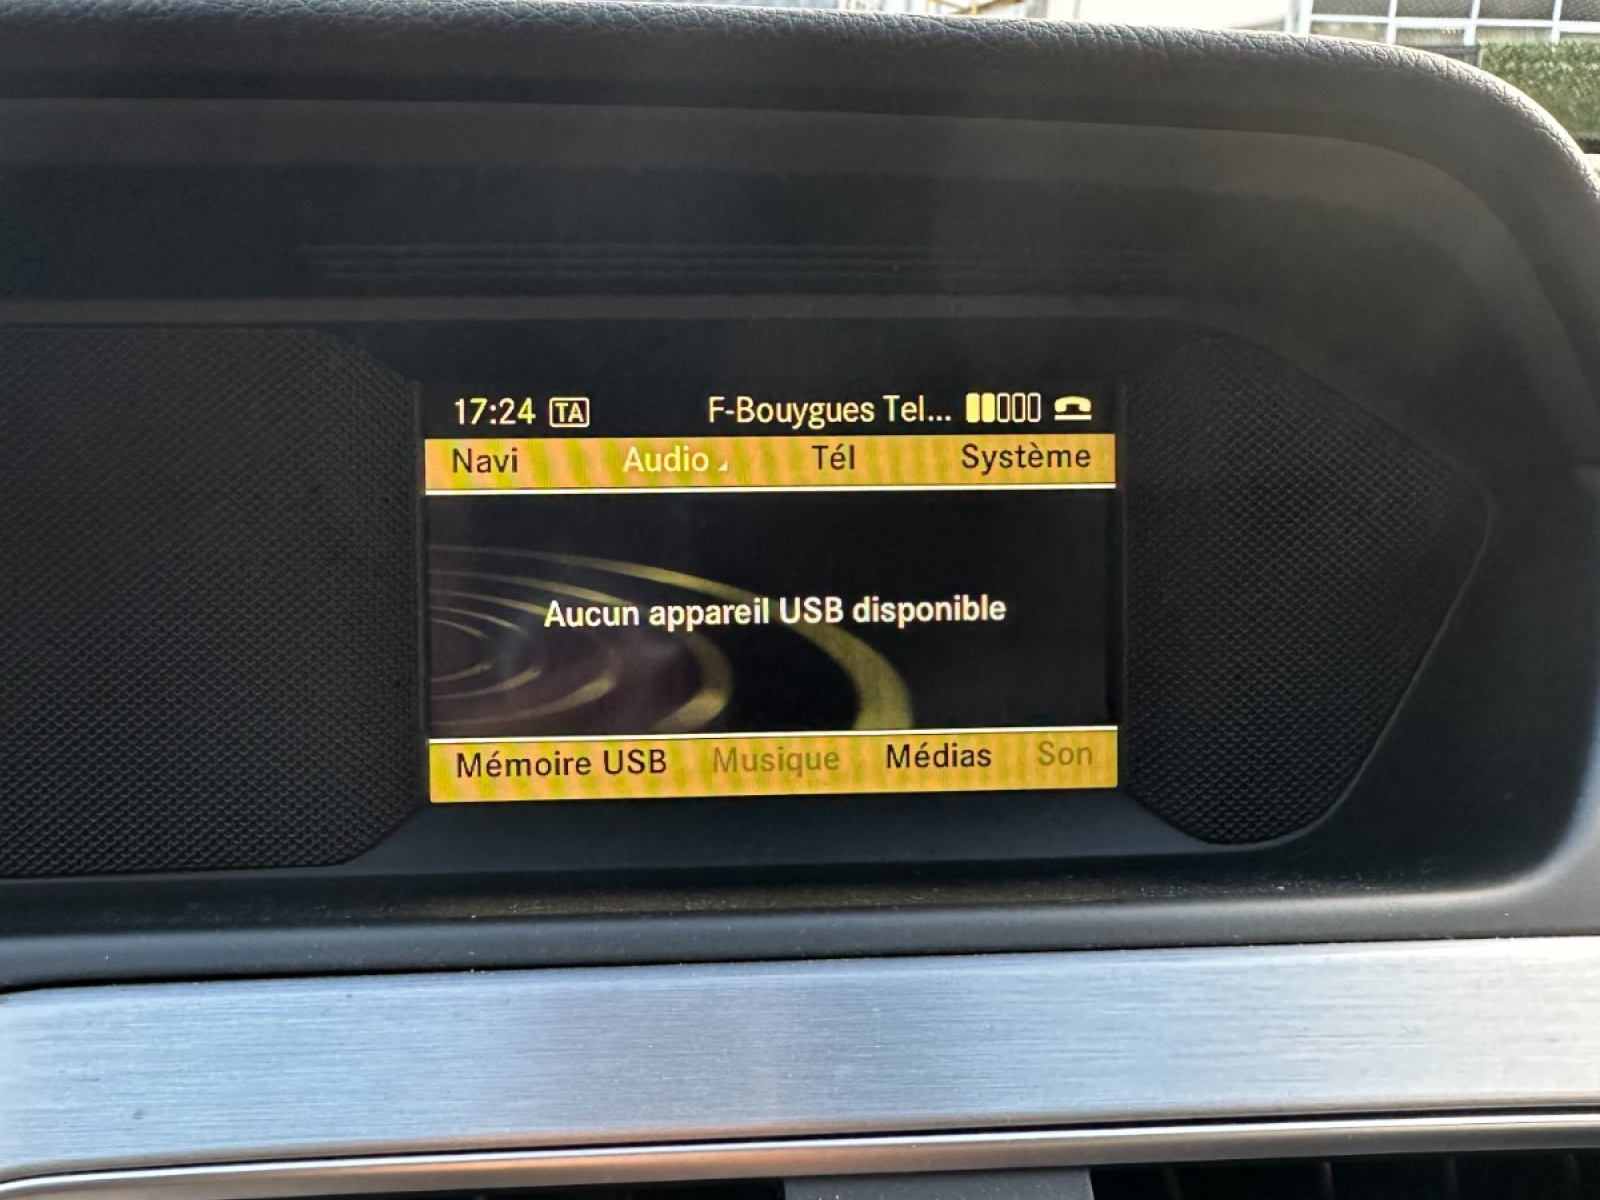 17:24 TA F-Bouygues Tel...
Navi Audio Tél Système
Aucun appareil USB disponible
Mémoire USB Musique Médias Son